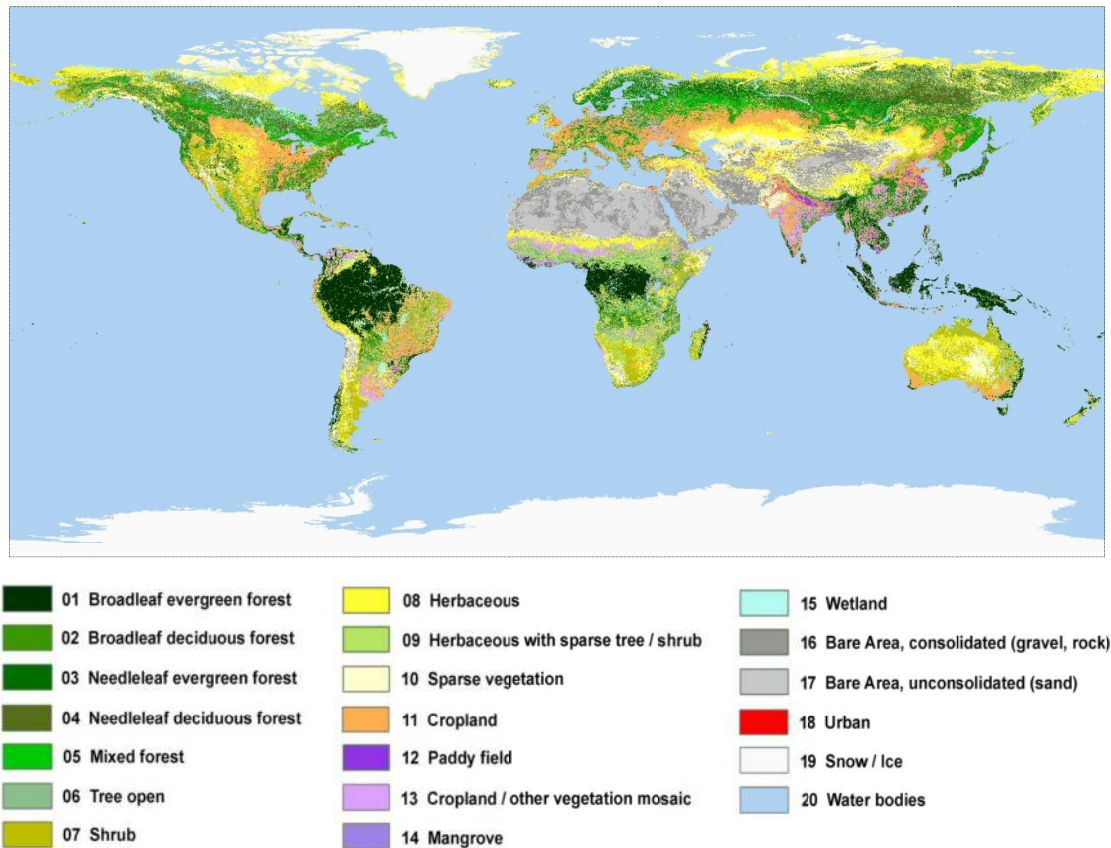 01 Broadleaf evergreen forest
02 Broadleaf deciduous forest
03 Needleleaf evergreen forest
04 Needleleaf deciduous forest
05 Mixed forest
06 Tree open
07 Shrub
08 Herbaceous
09 Herbaceous with sparse tree / shrub
10 Sparse vegetation
11 Cropland
12 Paddy field
13 Cropland / other vegetation mosaic
14 Mangrove
15 Wetland
16 Bare Area, consolidated (gravel, rock)
17 Bare Area, unconsolidated (sand)
18 Urban
19 Snow / Ice
20 Water bodies